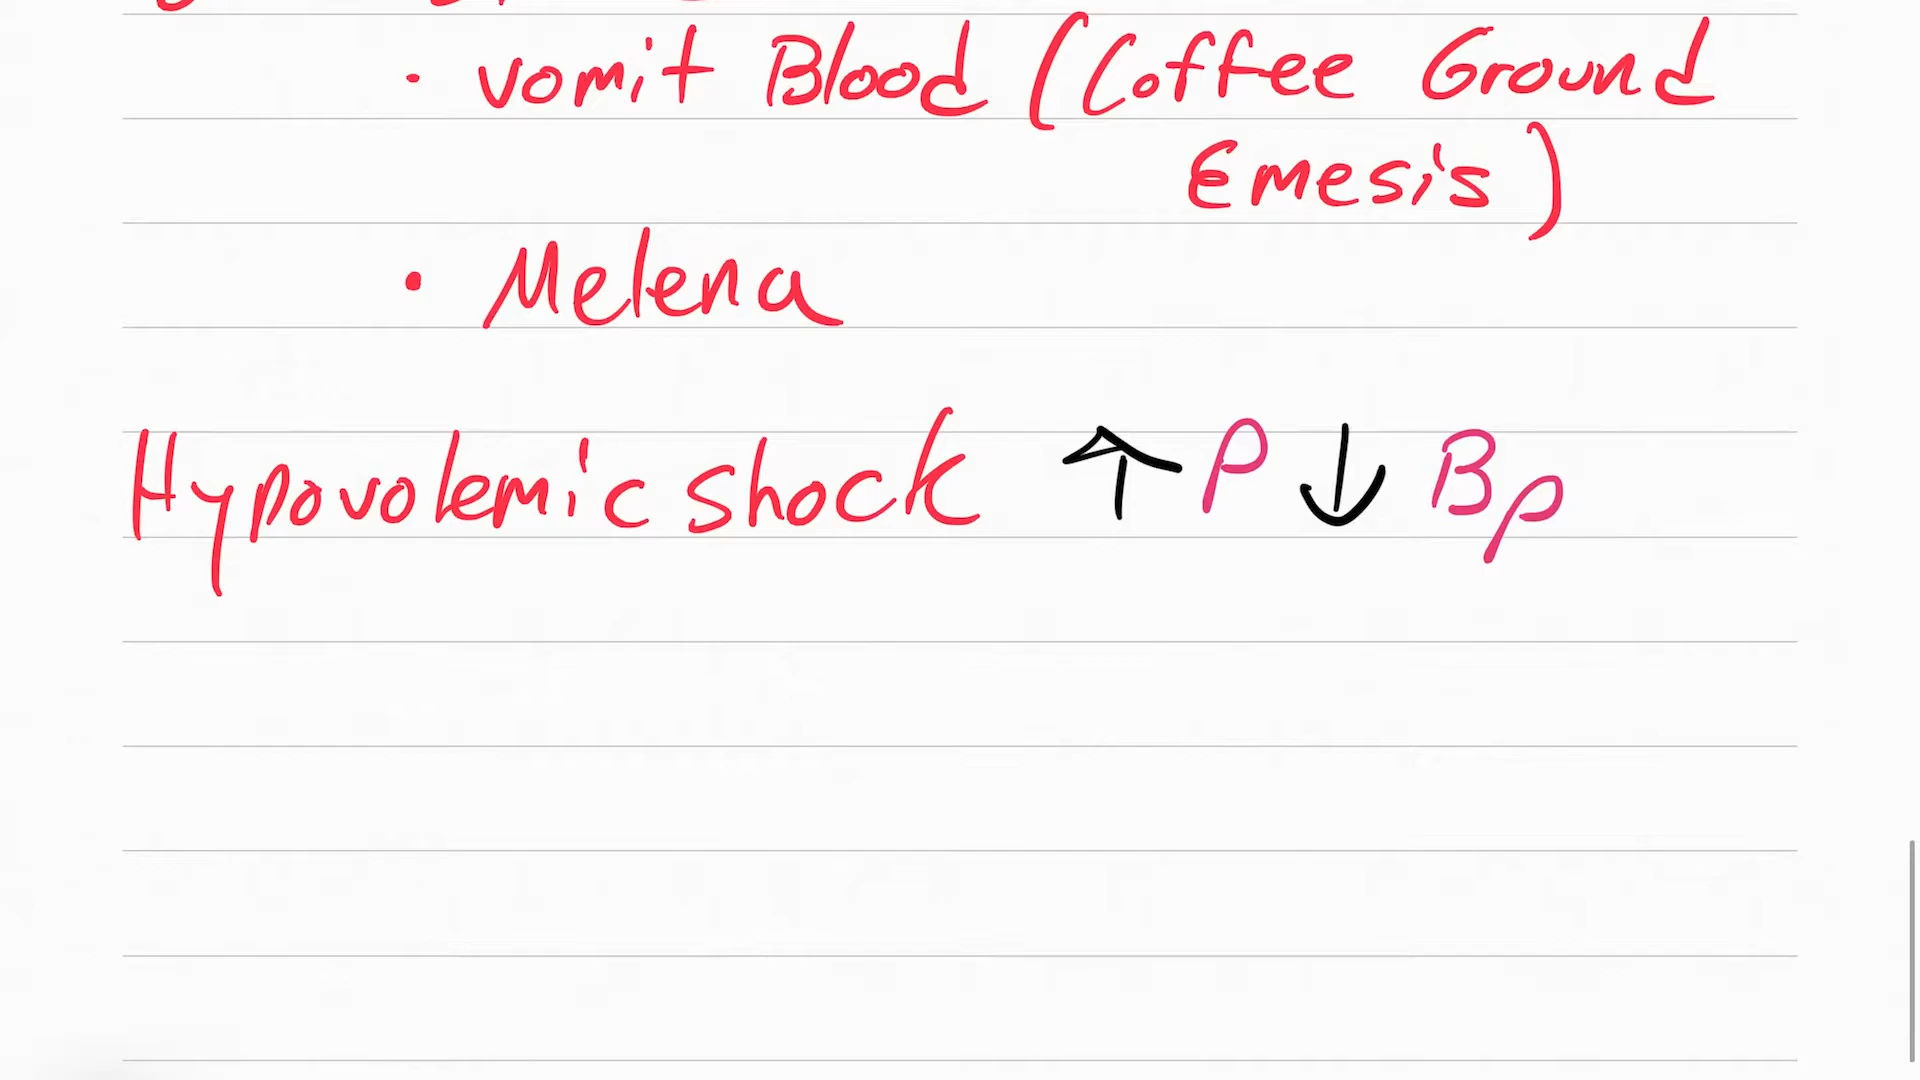 · vomit Blood (Coffee Ground
Emesis)
· Melena
Hypovolemic shock ↑ P ↓ Bp